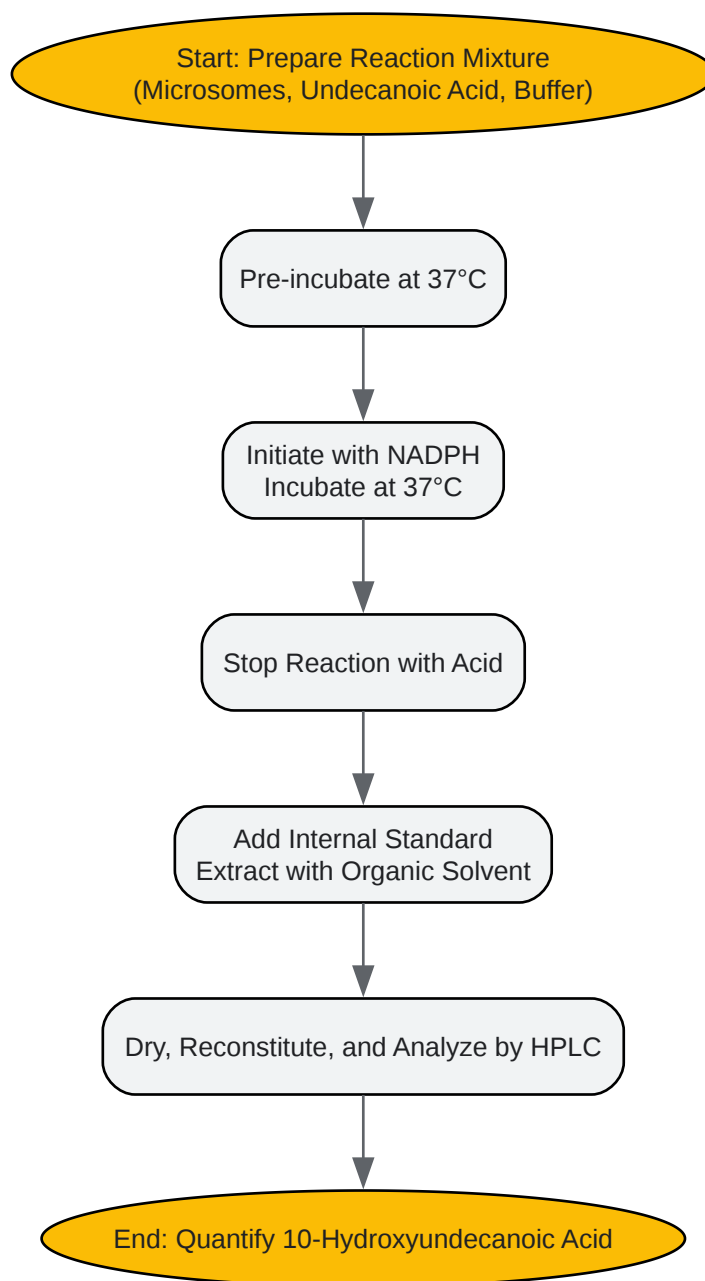 Start: Prepare Reaction Mixture
(Microsomes, Undecanoic Acid, Buffer)
Pre-incubate at 37°C
Initiate with NADPH
Incubate at 37°C
Stop Reaction with Acid
Add Internal Standard
Extract with Organic Solvent
Dry, Reconstitute, and Analyze by HPLC
End: Quantify 10-Hydroxyundecanoic Acid